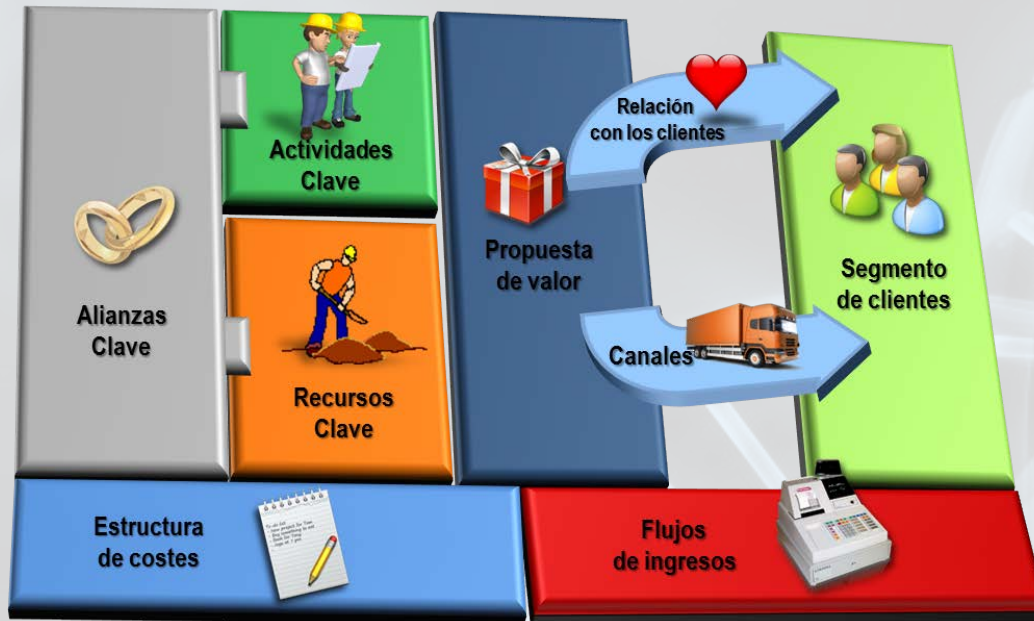 Alianzas
Clave
Actividades
Clave
Recursos
Clave
Propuesta
de valor
Relación
con los clientes
Canales
Segmento
de clientes
Estructura
de costes
Flujos
de ingresos